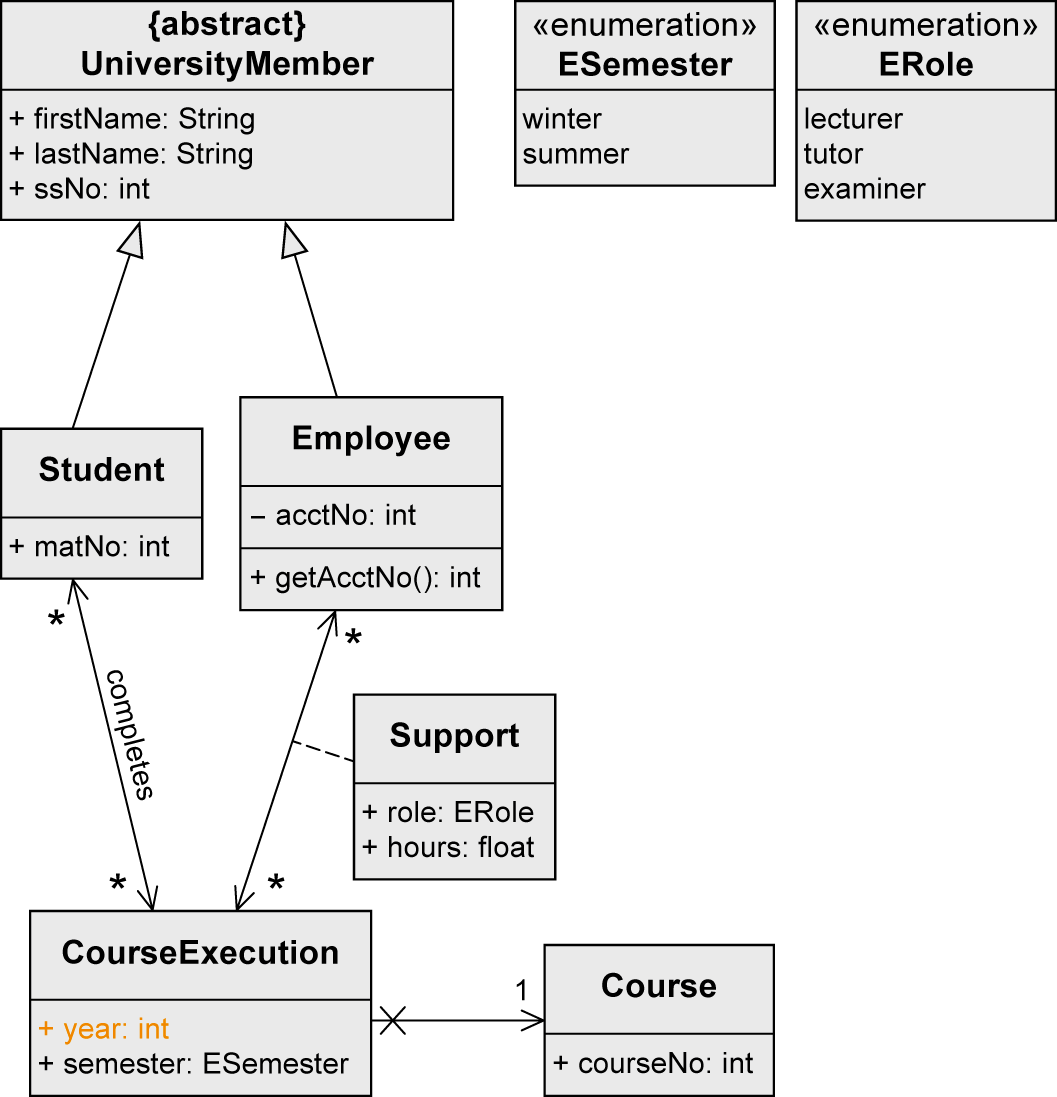 {abstract}
UniversityMember
+ firstName: String
+ lastName: String
+ ssNo: int
«enumeration»
ESemester
winter
summer
«enumeration»
ERole
lecturer
tutor
examiner
Student
+ matNo: int
Employee
– acctNo: int
+ getAcctNo(): int
*
*
completes
Support
+ role: ERole
+ hours: float
*
*
CourseExecution
+ year: int
+ semester: ESemester
1
Course
+ courseNo: int